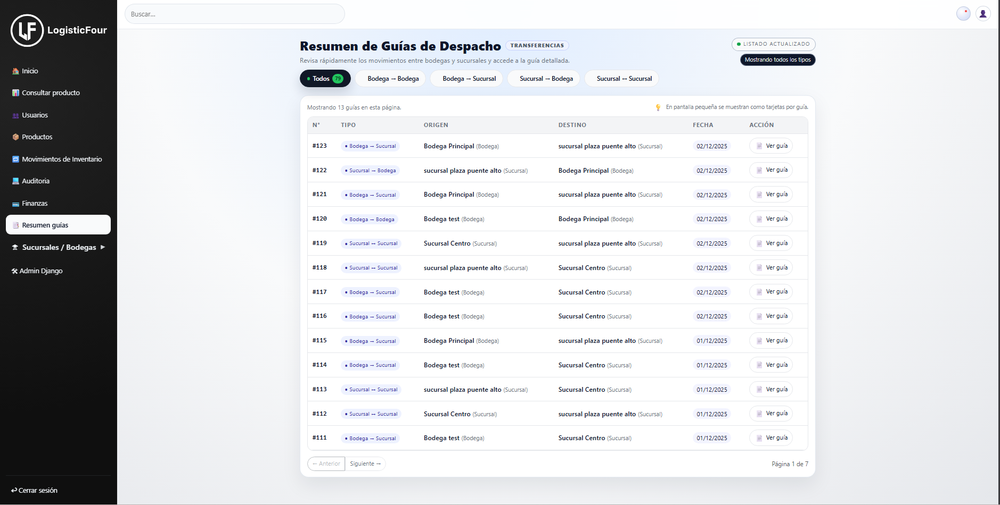 LogisticFour
Buscar...
Inicio
Consultar producto
Usuarios
Productos
Movimientos de Inventario
Auditoria
Finanzas
Resumen guías
Sucursales / Bodegas ▶
Admin Django
↩ Cerrar sesión
Resumen de Guías de Despacho TRANSFERENCIAS
Revisa rápidamente los movimientos entre bodegas y sucursales y accede a la guía detallada.
LISTADO ACTUALIZADO
Mostrando todos los tipos
Todos 79 Bodega → Bodega Bodega → Sucursal Sucursal → Bodega Sucursal ↔ Sucursal
Mostrando 13 guías en esta página. En pantalla pequeña se muestran como tarjetas por guía.
N° TIPO ORIGEN DESTINO FECHA ACCIÓN
#123 • Bodega → Sucursal Bodega Principal (Bodega) sucursal plaza puente alto (Sucursal) 02/12/2025 Ver guía
#122 • Sucursal → Bodega sucursal plaza puente alto (Sucursal) Bodega Principal (Bodega) 02/12/2025 Ver guía
#121 • Bodega → Sucursal Bodega Principal (Bodega) sucursal plaza puente alto (Sucursal) 02/12/2025 Ver guía
#120 • Bodega → Bodega Bodega test (Bodega) Bodega Principal (Bodega) 02/12/2025 Ver guía
#119 • Sucursal ↔ Sucursal Sucursal Centro (Sucursal) sucursal plaza puente alto (Sucursal) 02/12/2025 Ver guía
#118 • Sucursal ↔ Sucursal sucursal plaza puente alto (Sucursal) Sucursal Centro (Sucursal) 02/12/2025 Ver guía
#117 • Bodega → Sucursal Bodega test (Bodega) Sucursal Centro (Sucursal) 02/12/2025 Ver guía
#116 • Bodega → Sucursal Bodega test (Bodega) Sucursal Centro (Sucursal) 02/12/2025 Ver guía
#115 • Bodega → Sucursal Bodega Principal (Bodega) sucursal plaza puente alto (Sucursal) 01/12/2025 Ver guía
#114 • Bodega → Sucursal Bodega test (Bodega) Sucursal Centro (Sucursal) 01/12/2025 Ver guía
#113 • Sucursal ↔ Sucursal sucursal plaza puente alto (Sucursal) Sucursal Centro (Sucursal) 01/12/2025 Ver guía
#112 • Sucursal ↔ Sucursal Sucursal Centro (Sucursal) sucursal plaza puente alto (Sucursal) 01/12/2025 Ver guía
#111 • Bodega → Sucursal Bodega test (Bodega) Sucursal Centro (Sucursal) 01/12/2025 Ver guía
← Anterior Siguiente → Página 1 de 7